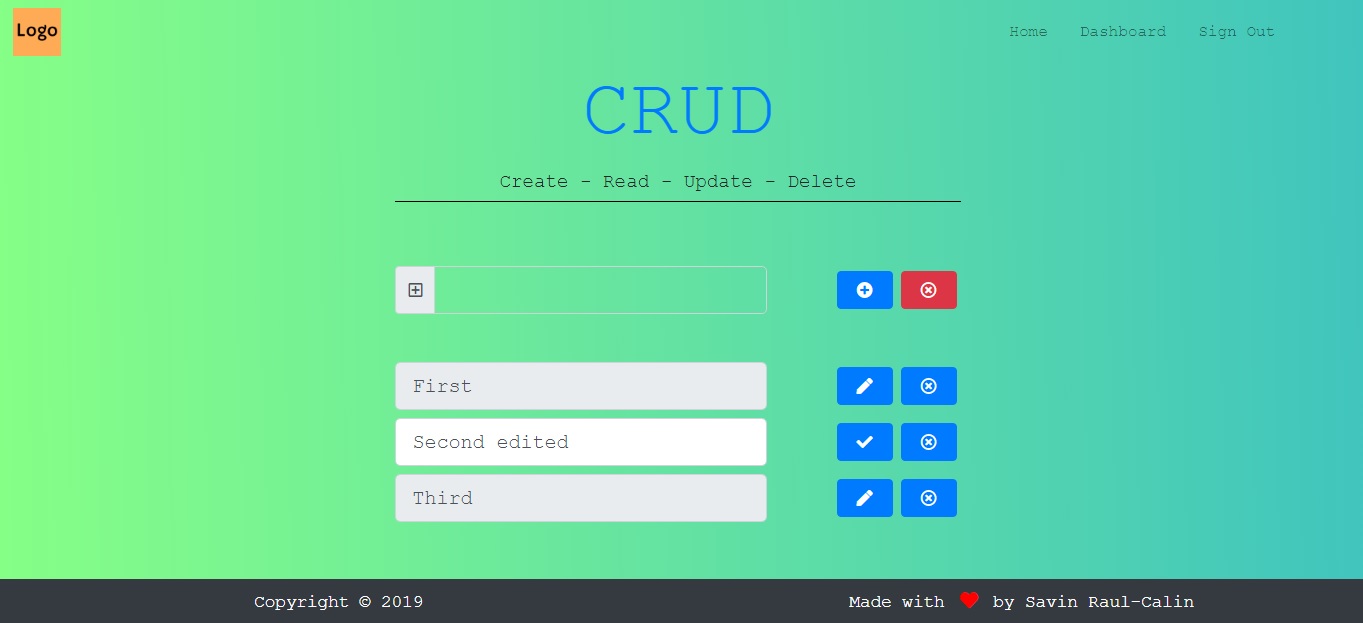 Logo
Home Dashboard Sign Out
CRUD
Create - Read - Update - Delete
First
Second edited
Third
Copyright © 2019
Made with ❤ by Savin Raul-Calin